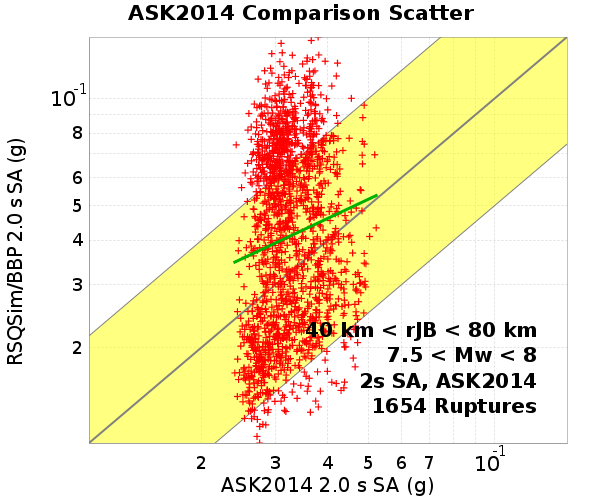 ASK2014 Comparison Scatter
RSQSim/BBP 2.0 s SA (g)
10-1
8
6
5
4
3
2
40 km < rJB < 80 km
7.5 < Mw < 8
2s SA, ASK2014
1654 Ruptures
2 3 4 5 6 7 10-1
ASK2014 2.0 s SA (g)